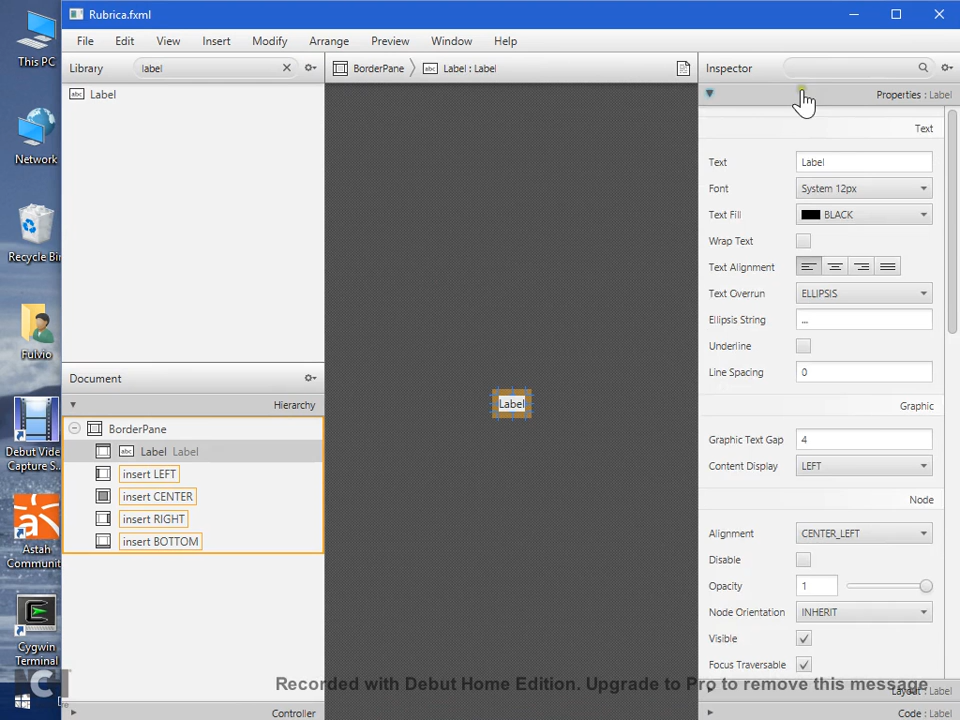 Rubrica.fxml
This PC
Network
Recycle Bin
Fulvio
Debut Video
Capture S...
Astah
Communit
Cygwin
Terminal
File Edit View Insert Modify Arrange Preview Window Help
Library label
Label
Document
Hierarchy
BorderPane
Label Label
insert LEFT
insert CENTER
insert RIGHT
insert BOTTOM
Controller
BorderPane Label : Label
abc Label
Inspector
Properties : Label
Text
Text Label
Font System 12px
Text Fill BLACK
Wrap Text
Text Alignment
Text Overrun ELLIPSIS
Ellipsis String ...
Underline
Line Spacing 0
Graphic
Graphic Text Gap 4
Content Display LEFT
Node
Alignment CENTER_LEFT
Disable
Opacity 1
Node Orientation INHERIT
Visible
Focus Traversable
Layout : Label
Code : Label
Recorded with Debut Home Edition. Upgrade to Pro to remove this message